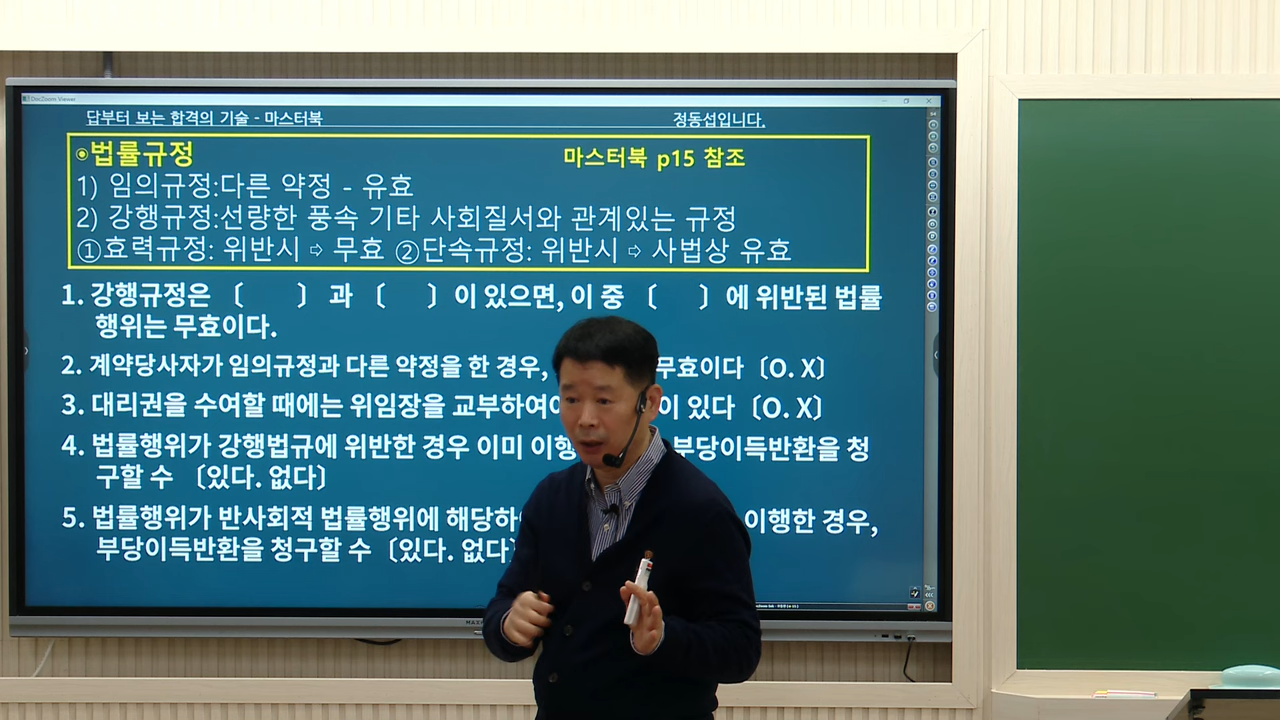 DocZoom Viewer
답부터 보는 합격의 기술 - 마스터북 정동섭입니다.
◉법률규정 마스터북 p15 참조
1) 임의규정:다른 약정 - 유효
2) 강행규정:선량한 풍속 기타 사회질서와 관계있는 규정
①효력규정: 위반시 ⇨ 무효 ②단속규정: 위반시 ⇨ 사법상 유효
1. 강행규정은 〔 〕 과 〔 〕이 있으면, 이 중 〔 〕에 위반된 법률
행위는 무효이다.
2. 계약당사자가 임의규정과 다른 약정을 한 경우, 무효이다〔O. X〕
3. 대리권을 수여할 때에는 위임장을 교부하여야 이 있다〔O. X〕
4. 법률행위가 강행법규에 위반한 경우 이미 이행 부당이득반환을 청
구할 수 〔있다. 없다〕
5. 법률행위가 반사회적 법률행위에 해당하 이행한 경우,
부당이득반환을 청구할 수〔있다. 없다〕